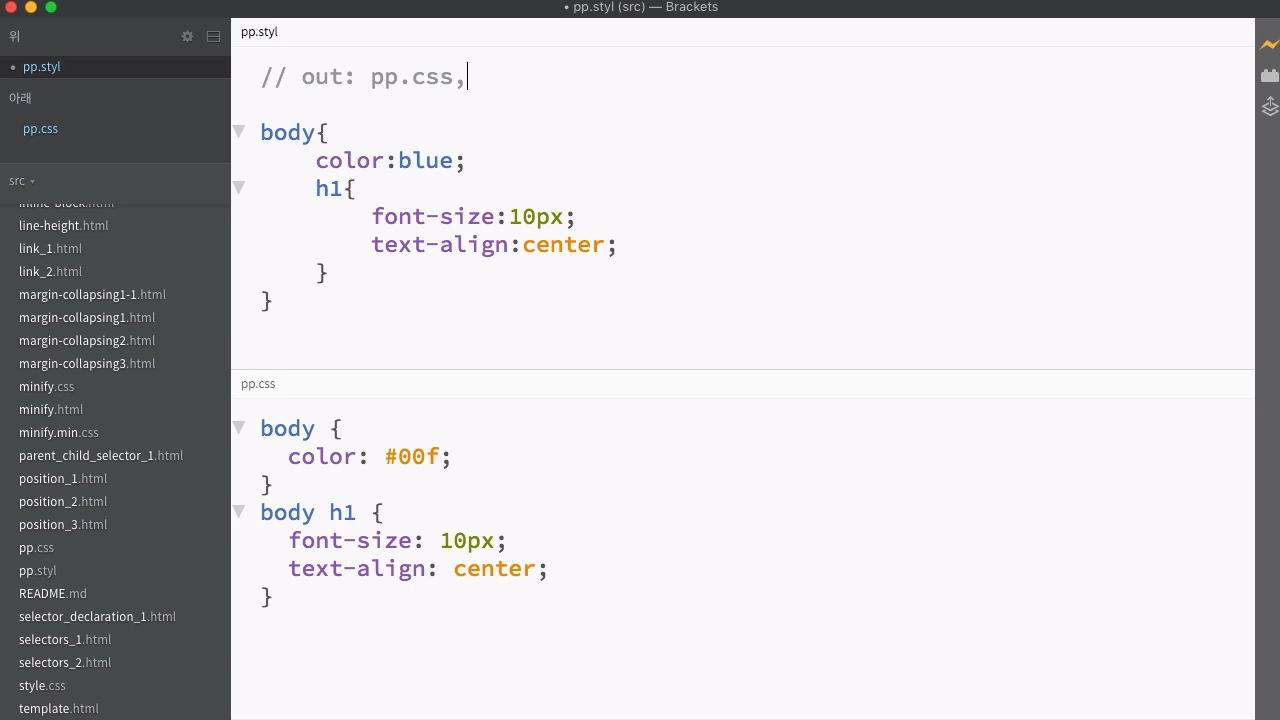 • pp.styl (src) — Brackets
위
• pp.styl
아래
pp.css
src
inline-block.html
line-height.html
link_1.html
link_2.html
margin-collapsing1-1.html
margin-collapsing1.html
margin-collapsing2.html
margin-collapsing3.html
minify.css
minify.html
minify.min.css
parent_child_selector_1.html
position_1.html
position_2.html
position_3.html
pp.css
pp.styl
README.md
selector_declaration_1.html
selectors_1.html
selectors_2.html
style.css
template.html
pp.styl
// out: pp.css,
body{
    color:blue;
    h1{
        font-size:10px;
        text-align:center;
    }
}
pp.css
body {
  color: #00f;
}
body h1 {
  font-size: 10px;
  text-align: center;
}